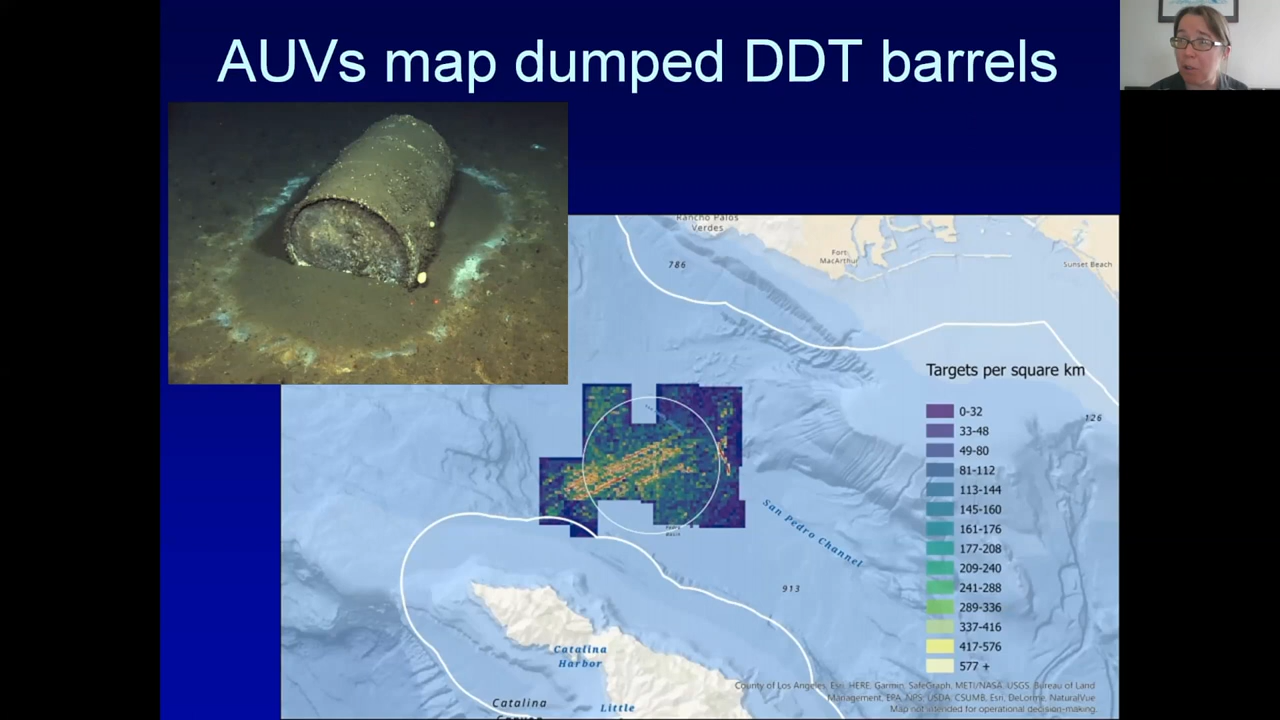 AUVs map dumped DDT barrels
Rancho Palos
Verdes
786
Fort
MacArthur
Sunset Beach
Targets per square km
126
0-32
33-48
49-80
81-112
113-144
145-160
161-176
177-208
209-240
241-288
289-336
337-416
417-576
577 +
San Pedro Channel
913
Catalina
Harbor
Catalina
Canyon
Little
County of Los Angeles, Esri, HERE, Garmin, SafeGraph, METI/NASA, USGS, Bureau of Land
Management, EPA, NPS, USDA, CSUMB, Esri, DeLorme, NaturalVue
Map not intended for operational decision-making.